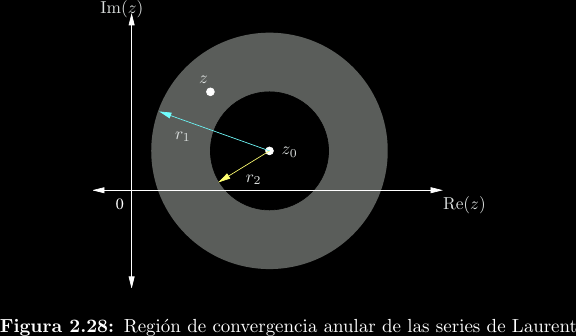 Im(z)
z
r₁
z₀
r₂
0
Re(z)
Figura 2.28: Región de convergencia anular de las series de Laurent